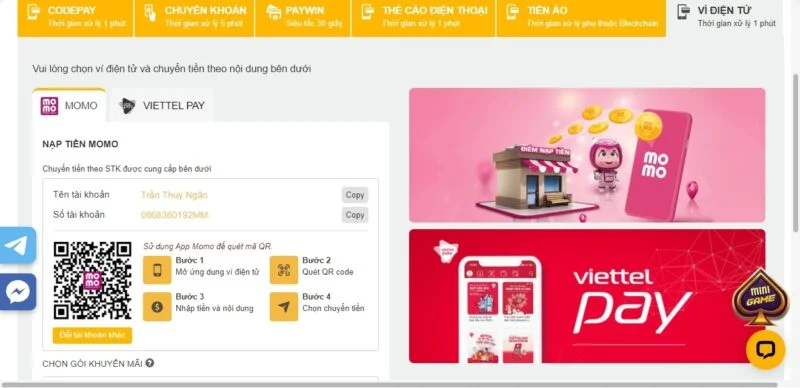 CODEPAY
Thời gian xử lý 1 phút
CHUYỂN KHOẢN
Thời gian xử lý 5 phút
PAYWIN
Siêu tốc 30 giây
THẺ CÀO ĐIỆN THOẠI
Thời gian xử lý 1 phút
TIỀN ẢO
Thời gian xử lý phụ thuộc Blockchain
VÍ ĐIỆN TỬ
Thời gian xử lý 1 phút
Vui lòng chọn ví điện tử và chuyển tiền theo nội dung bên dưới
mo
mo
MOMO
pay
VIETTEL PAY
NẠP TIỀN MOMO
Chuyển tiền theo STK được cung cấp bên dưới
Tên tài khoản
Trần Thuý Ngân
Copy
Số tài khoản
0868360192MM
Copy
mo
mo
Sử dụng App Momo để quét mã QR.
Bước 1
Mở ứng dụng ví điện tử
Bước 2
Quét QR code
Bước 3
Nhập tiền và nội dung
Bước 4
Chọn chuyển tiền
Đổi tài khoản khác
CHỌN GÓI KHUYẾN MÃI
ĐIỂM NẠP TIỀN
mo
mo
viettel
pay
mini
GAME